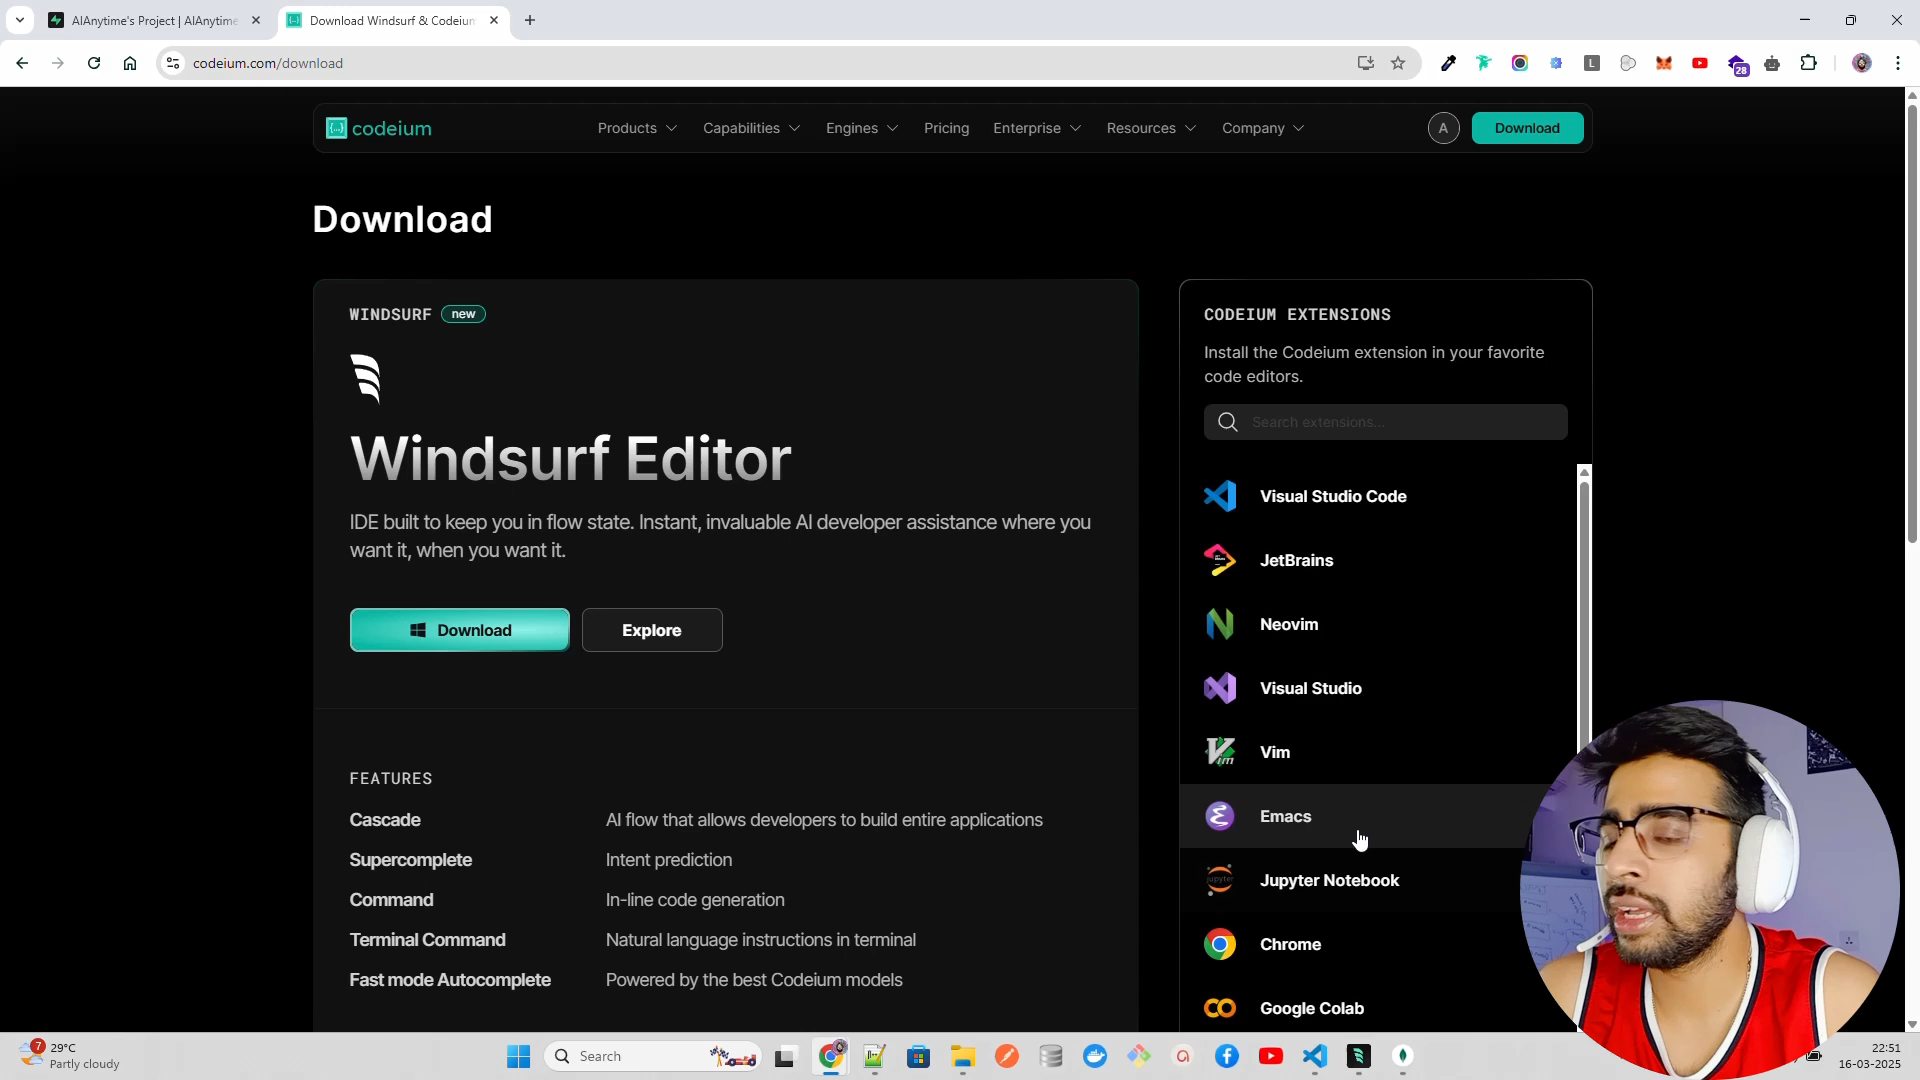 AIAnytime's Project | AIAnytime
Download Windsurf & Codeium
codeium.com/download
28
codeium
Products
Capabilities
Engines
Pricing
Enterprise
Resources
Company
A
Download
Download
WINDSURF
new
Windsurf Editor
IDE built to keep you in flow state. Instant, invaluable AI developer assistance where you
want it, when you want it.
Download
Explore
FEATURES
Cascade
AI flow that allows developers to build entire applications
Supercomplete
Intent prediction
Command
In-line code generation
Terminal Command
Natural language instructions in terminal
Fast mode Autocomplete
Powered by the best Codeium models
CODEIUM EXTENSIONS
Install the Codeium extension in your favorite
code editors.
Search extensions...
Visual Studio Code
JetBrains
Neovim
Visual Studio
Vim
Emacs
Jupyter Notebook
Chrome
Google Colab
7
29°C
Partly cloudy
Search
22:51
16-03-2025